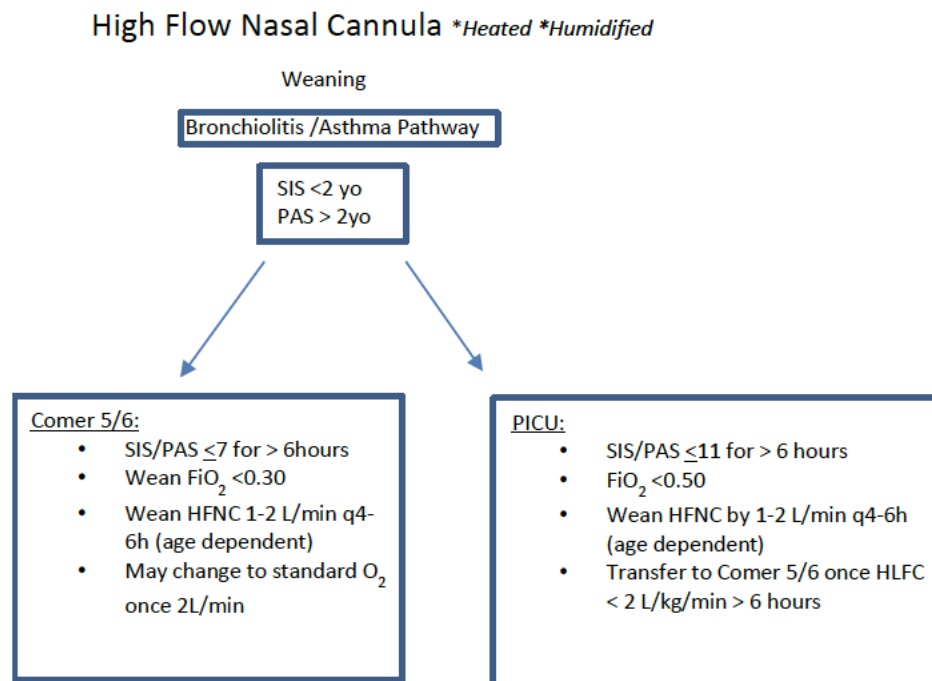 High Flow Nasal Cannula *Heated *Humidified
Weaning
Bronchiolitis /Asthma Pathway
SIS <2 yo
PAS > 2yo
Comer 5/6:
• SIS/PAS ≤7 for > 6hours
• Wean FiO₂ <0.30
• Wean HFNC 1-2 L/min q4-
6h (age dependent)
• May change to standard O₂
once 2L/min
PICU:
• SIS/PAS ≤11 for > 6 hours
• FiO₂ <0.50
• Wean HFNC by 1-2 L/min q4-6h
(age dependent)
• Transfer to Comer 5/6 once HLFC
< 2 L/kg/min > 6 hours